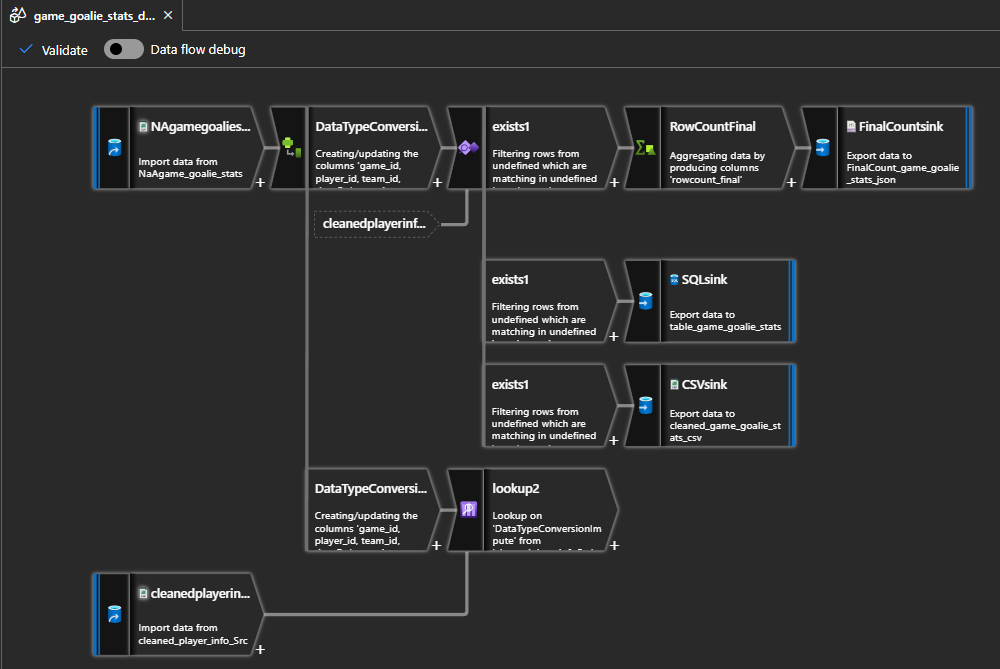 game_goalie_stats_d...
Validate
Data flow debug
NAgamegoalies...
Import data from
NaAgame_goalie_stats
DataTypeConversi...
Creating/updating the
columns 'game_id,
player_id, team_id,
exists1
Filtering rows from
undefined which are
matching in undefined
RowCountFinal
Aggregating data by
producing columns
'rowcount_final'
FinalCountsink
Export data to
FinalCount_game_goalie
_stats_json
cleanedplayerinf...
exists1
Filtering rows from
undefined which are
matching in undefined
SQLsink
Export data to
table_game_goalie_stats
exists1
Filtering rows from
undefined which are
matching in undefined
CSVsink
Export data to
cleaned_game_goalie_st
ats_csv
DataTypeConversi...
Creating/updating the
columns 'game_id,
player_id, team_id,
lookup2
Lookup on
'DataTypeConversionIm
pute' from
cleanedplayerin...
Import data from
cleaned_player_info_Src